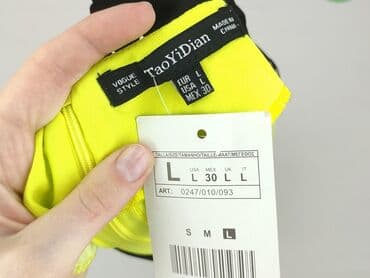 VOGUE
STYLE
TaoYiDian
MADE IN
CHINA
EUR L
USA L
MEX 30
USA MEX UK IT
L L 30 L L
ART.: 0247/010/093
S M L